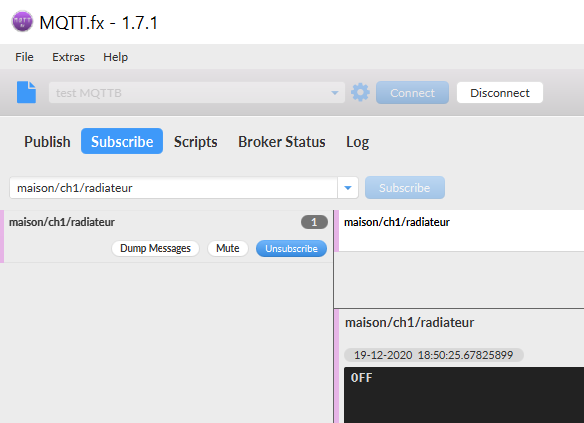 MQTT.fx - 1.7.1
File Extras Help
test MQTTB Connect Disconnect
Publish Subscribe Scripts Broker Status Log
maison/ch1/radiateur Subscribe
maison/ch1/radiateur 1
Dump Messages Mute Unsubscribe
maison/ch1/radiateur
maison/ch1/radiateur
19-12-2020 18:50:25.67825899
OFF